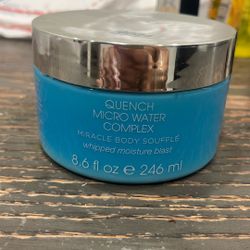 QUENCH
MICRO WATER
COMPLEX
MIRACLE BODY SOUFFLÉ
whipped moisture blast
8.6 fl oz ℮ 246 ml